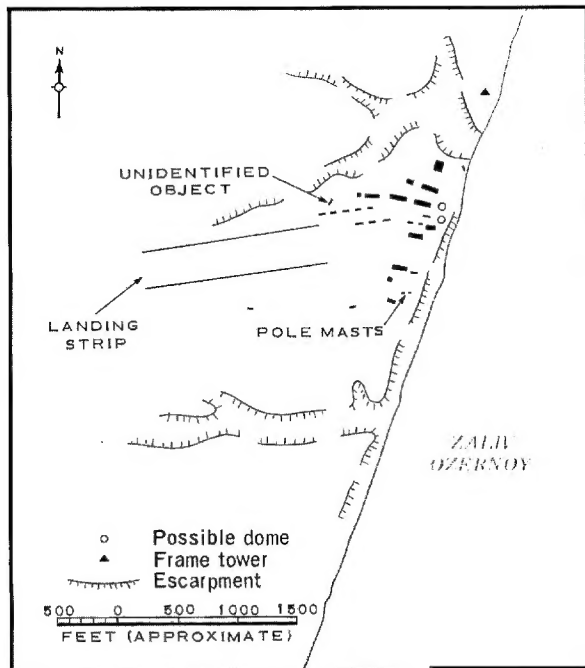 N
UNIDENTIFIED
OBJECT
LANDING
STRIP
POLE MASTS
ZALIV
OZERNOY
Possible dome
Frame tower
Escarpment
500 0 500 1000 1500
FEET (APPROXIMATE)